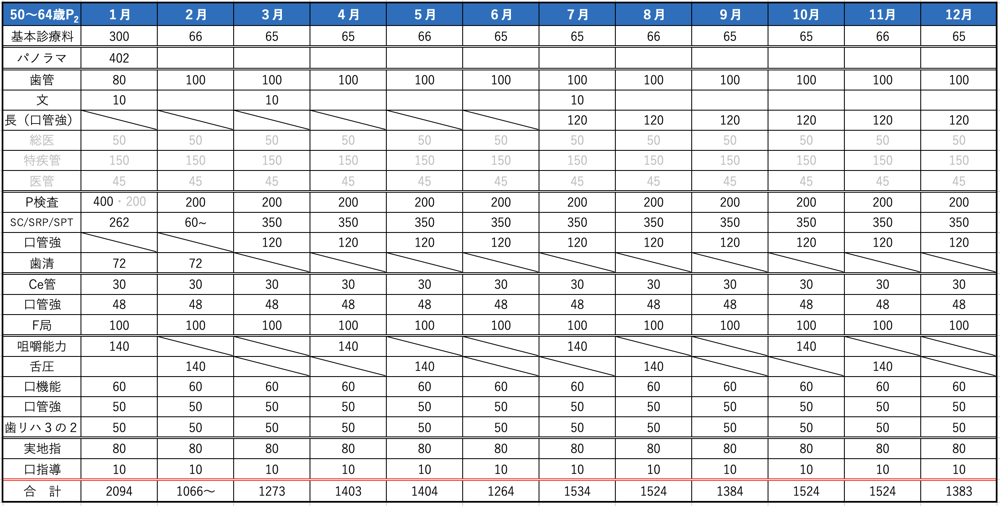 50〜64歳P2 1月 2月 3月 4月 5月 6月 7月 8月 9月 10月 11月 12月
基本診療料 300 66 65 65 66 65 65 66 65 65 66 65
パノラマ 402
歯管 80 100 100 100 100 100 100 100 100 100 100 100
文 10 10 10
長（口管強） 120 120 120 120 120 120
総医 50 50 50 50 50 50 50 50 50 50 50 50
特疾管 150 150 150 150 150 150 150 150 150 150 150 150
医管 45 45 45 45 45 45 45 45 45 45 45 45
P検査 400・200 200 200 200 200 200 200 200 200 200 200 200
SC/SRP/SPT 262 60~ 350 350 350 350 350 350 350 350 350 350
口管強 120 120 120 120 120 120 120 120 120 120
歯清 72 72
Ce管 30 30 30 30 30 30 30 30 30 30 30 30
口管強 48 48 48 48 48 48 48 48 48 48 48 48
F局 100 100 100 100 100 100 100 100 100 100 100 100
咀嚼能力 140 140 140 140
舌圧 140 140 140 140
口機能 60 60 60 60 60 60 60 60 60 60 60 60
口管強 50 50 50 50 50 50 50 50 50 50 50 50
歯リハ３の２ 50 50 50 50 50 50 50 50 50 50 50 50
実地指 80 80 80 80 80 80 80 80 80 80 80 80
口指導 10 10 10 10 10 10 10 10 10 10 10 10
合　計 2094 1066〜 1273 1403 1404 1264 1534 1524 1384 1524 1524 1383